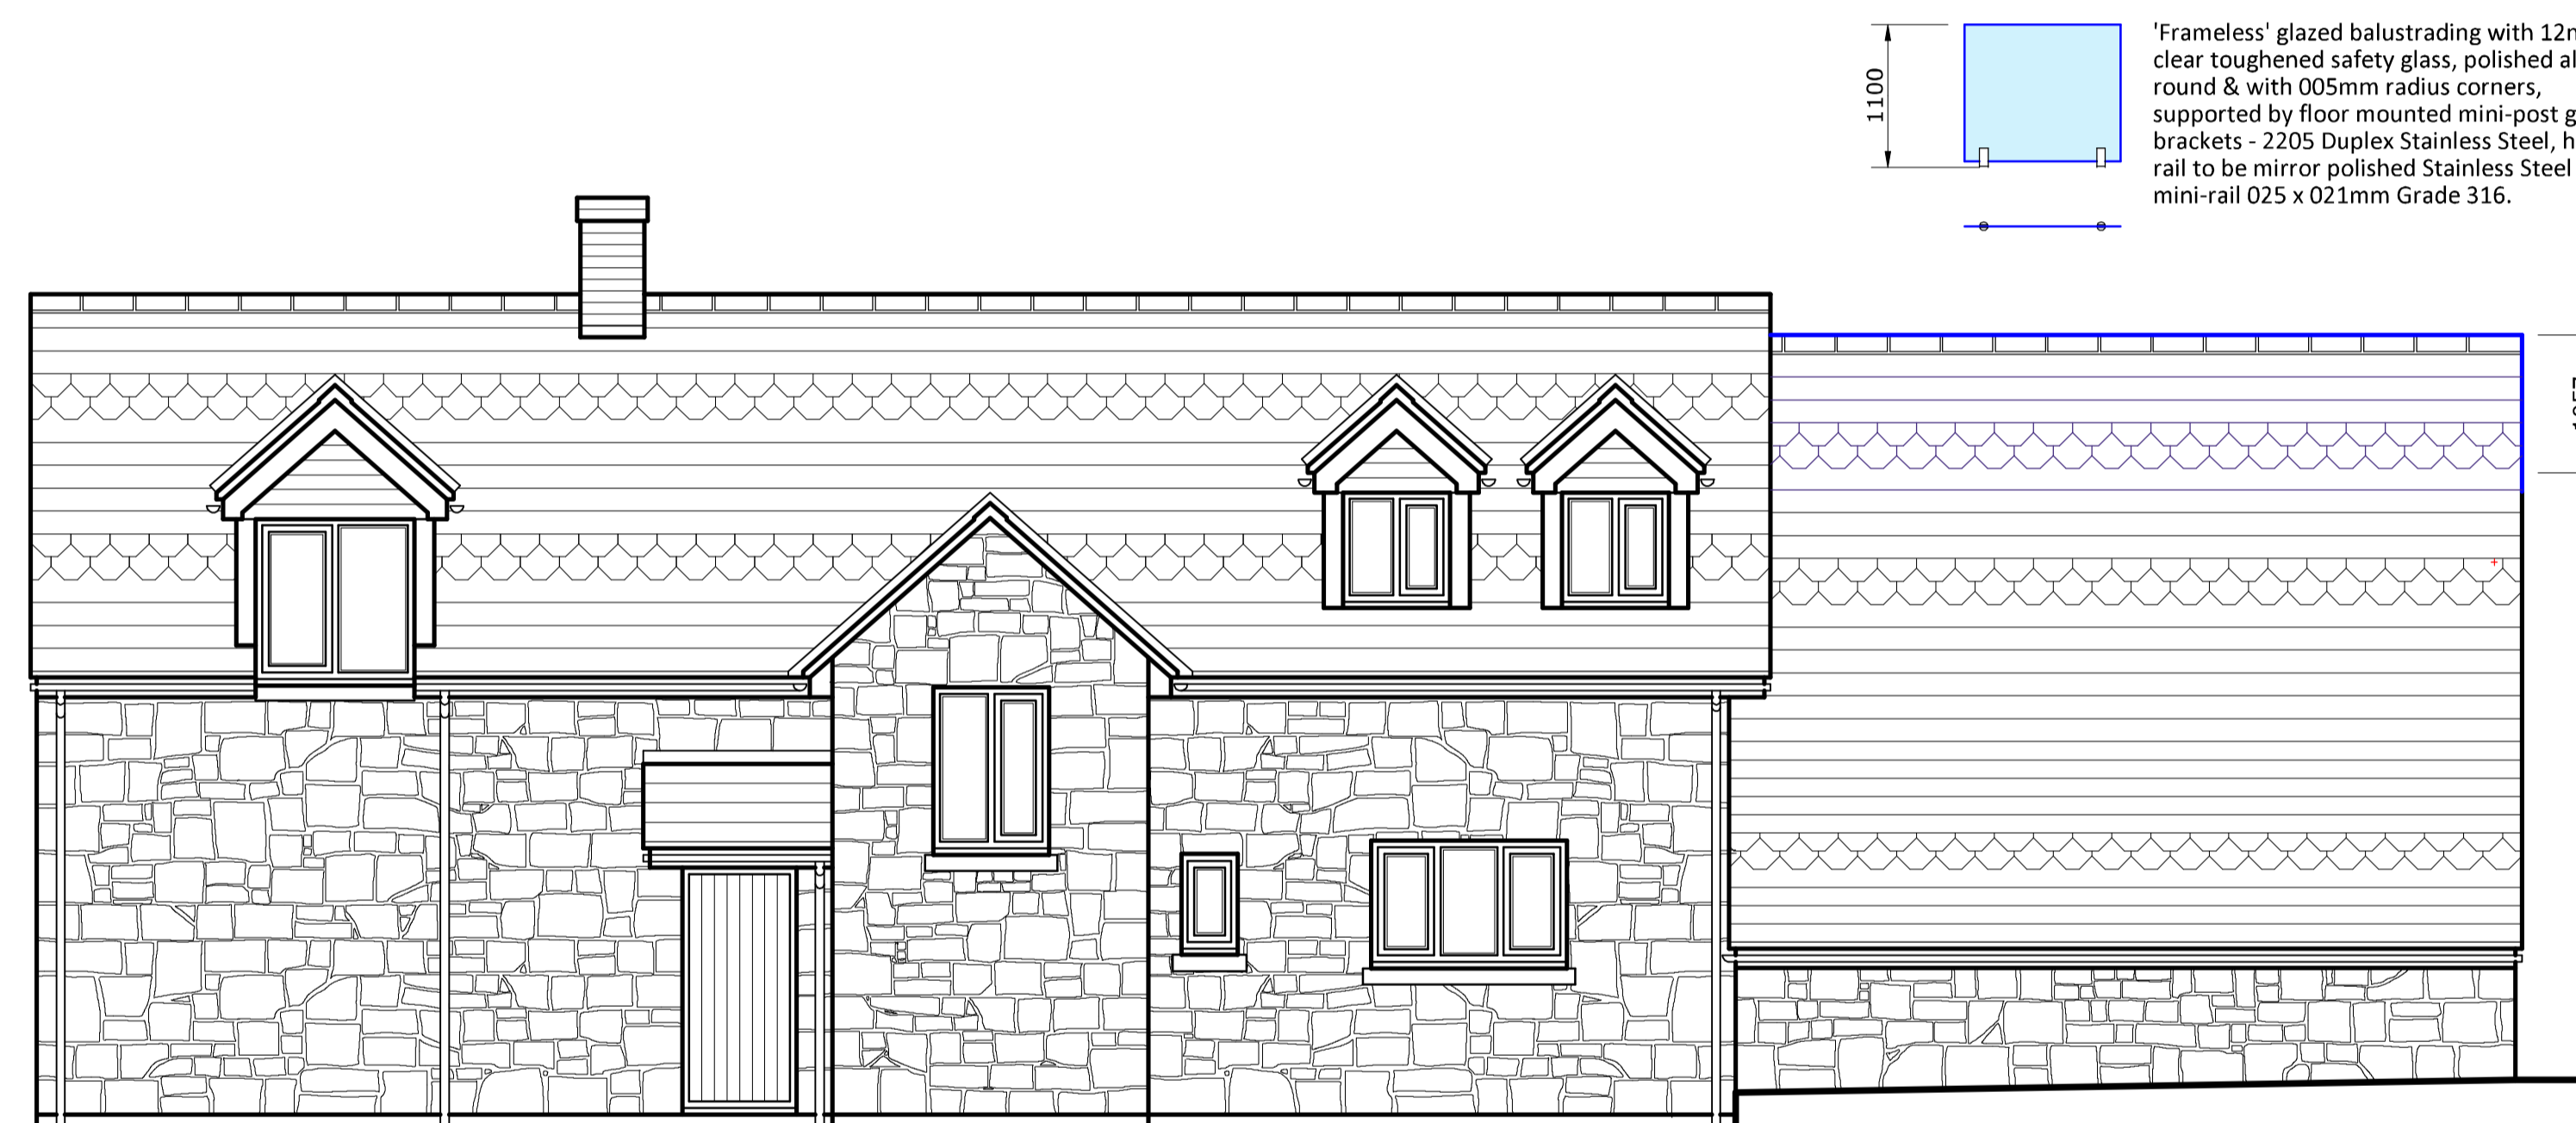 'Frameless' glazed balustrading with
clear toughened safety glass, polished
round & with 005mm radius corners,
supported by floor mounted mini-post
brackets - 2205 Duplex Stainless Steel,
rail to be mirror polished Stainless Steel
mini-rail 025 x 021mm Grade 316.
1100